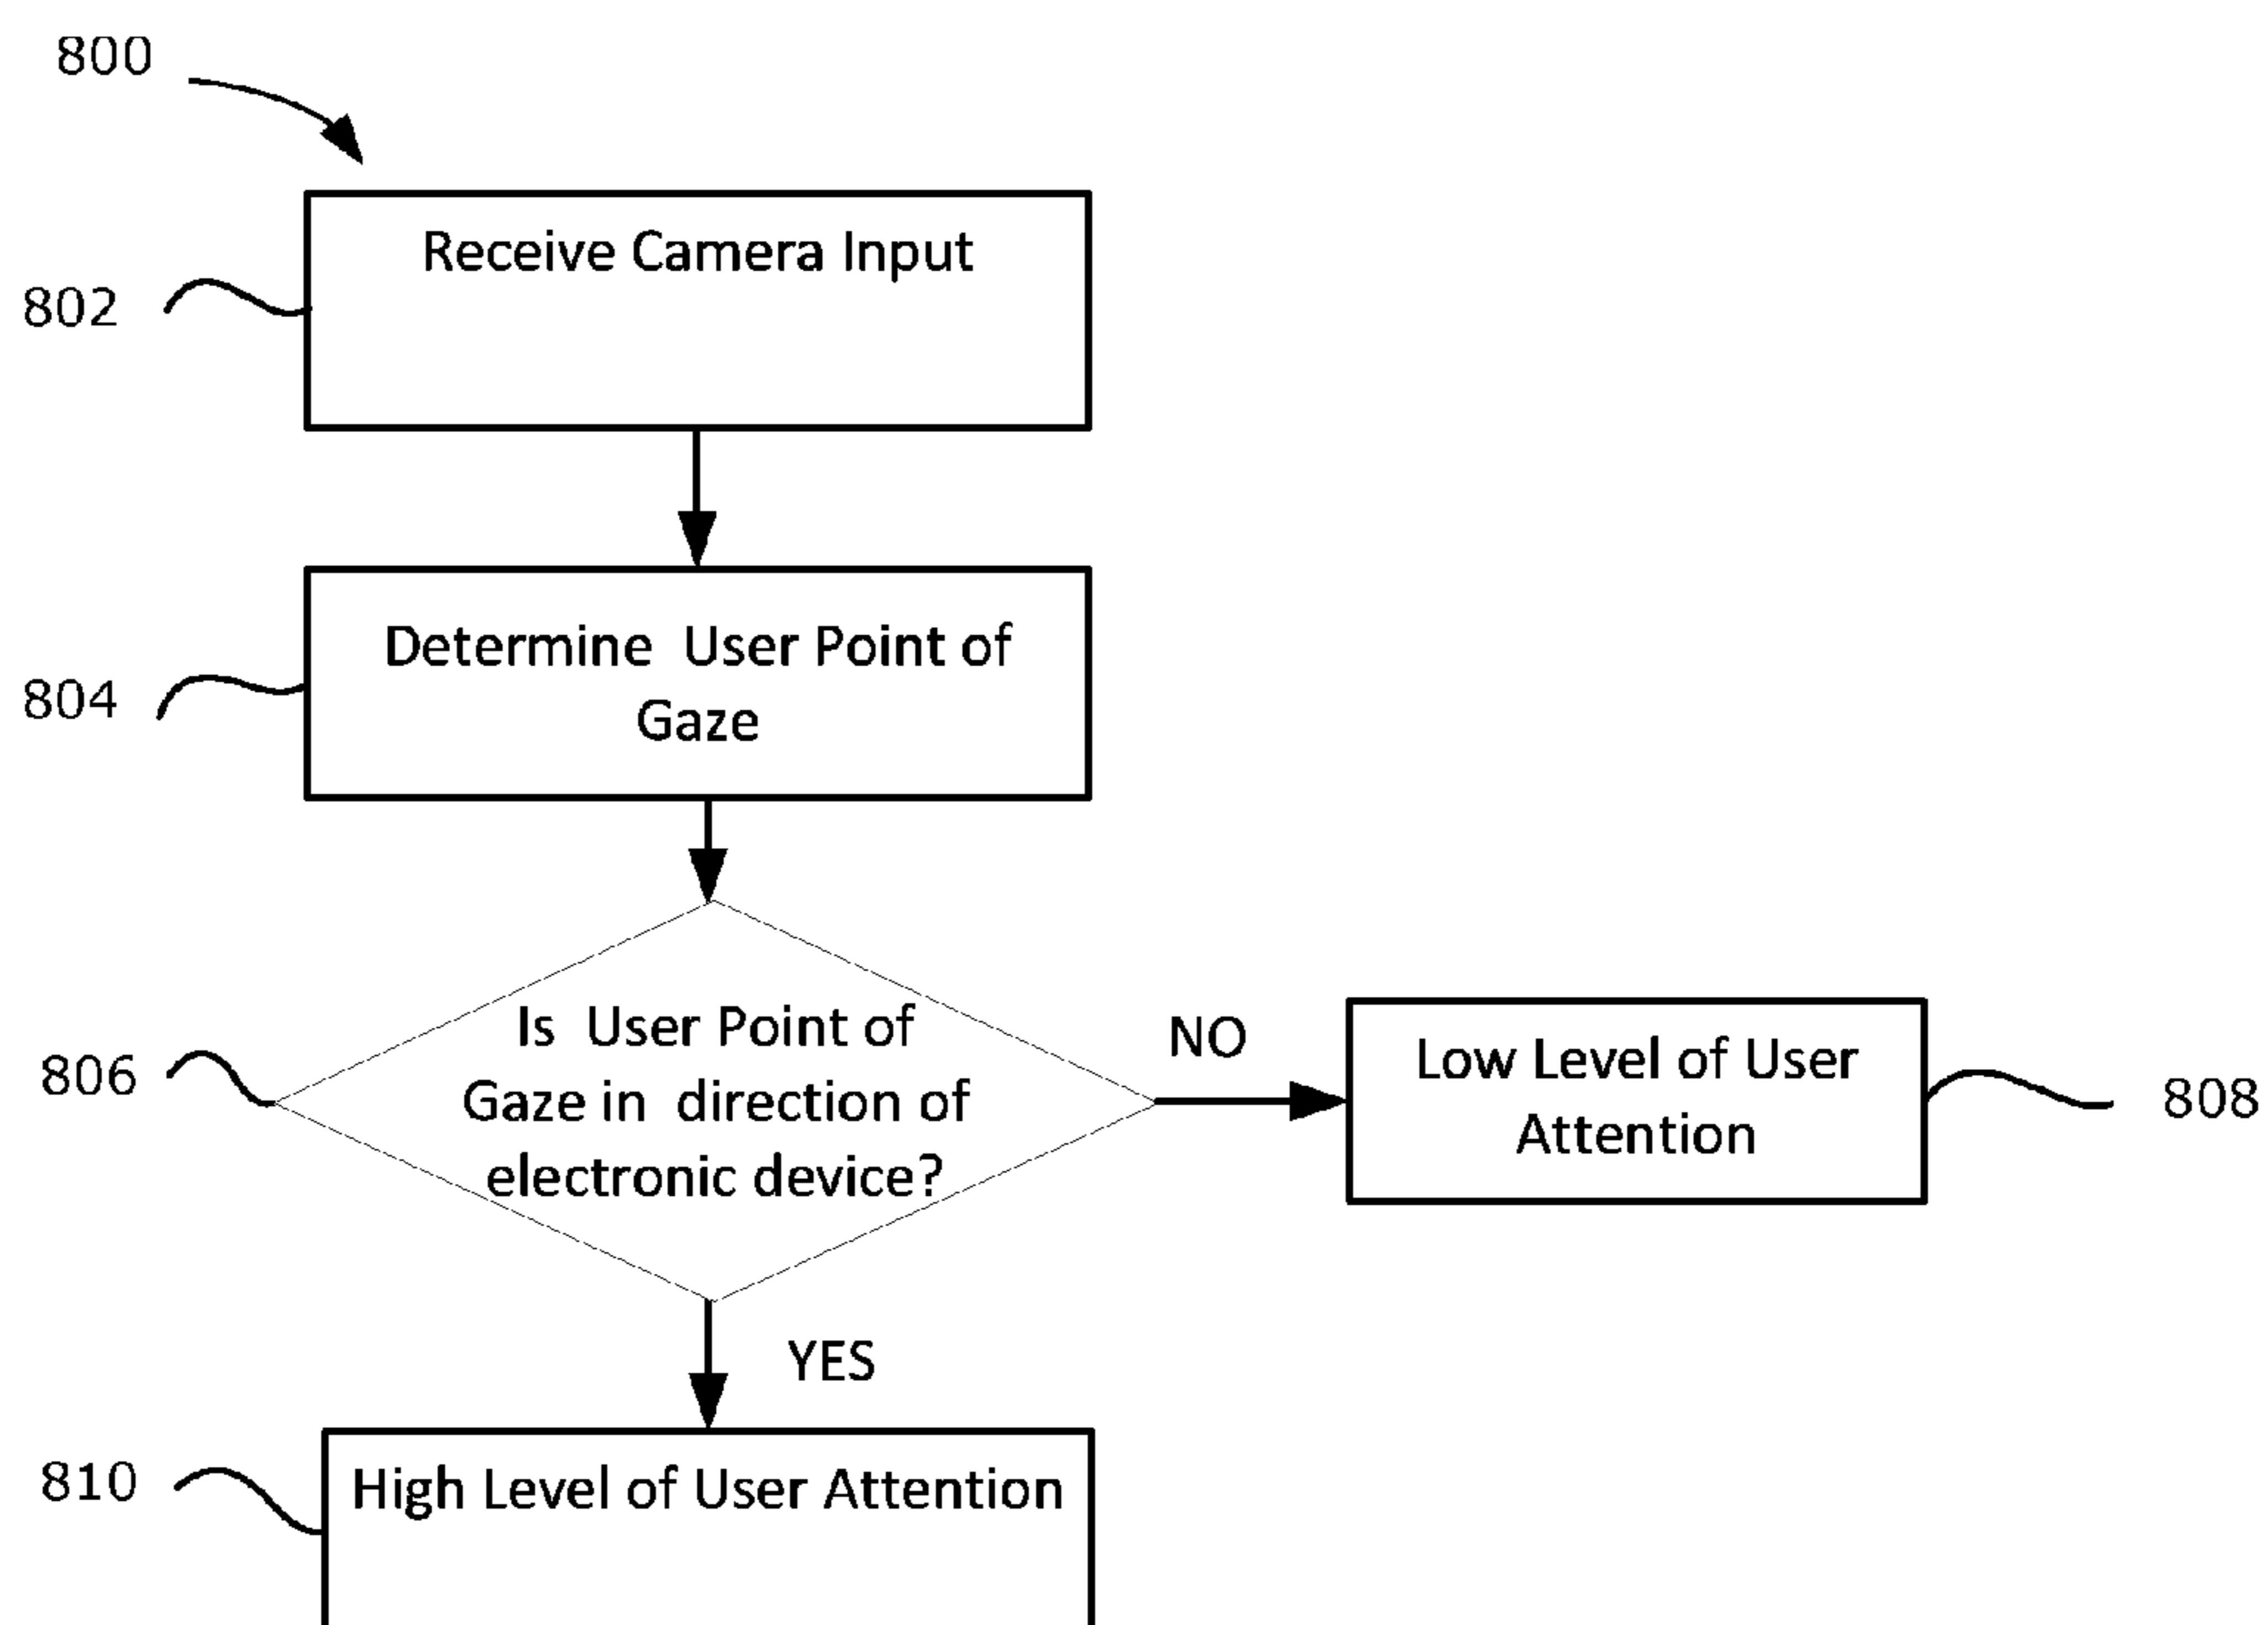 800
Receive Camera Input
802
Determine User Point of
Gaze
804
Is User Point of
Gaze in direction of
electronic device?
806
NO
Low Level of User
Attention
808
YES
810
High Level of User Attention